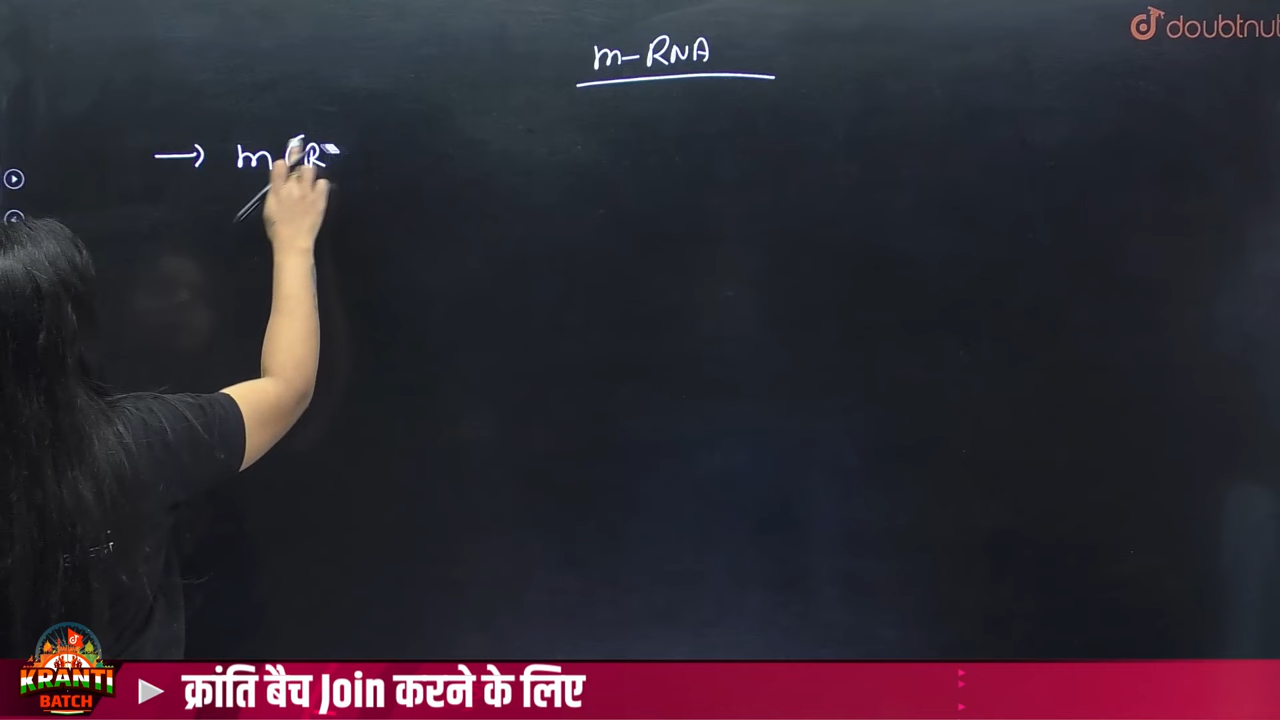 doubtnut
m-RNA
→ m R
KRANTI
BATCH
क्रांति बैच Join करने के लिए